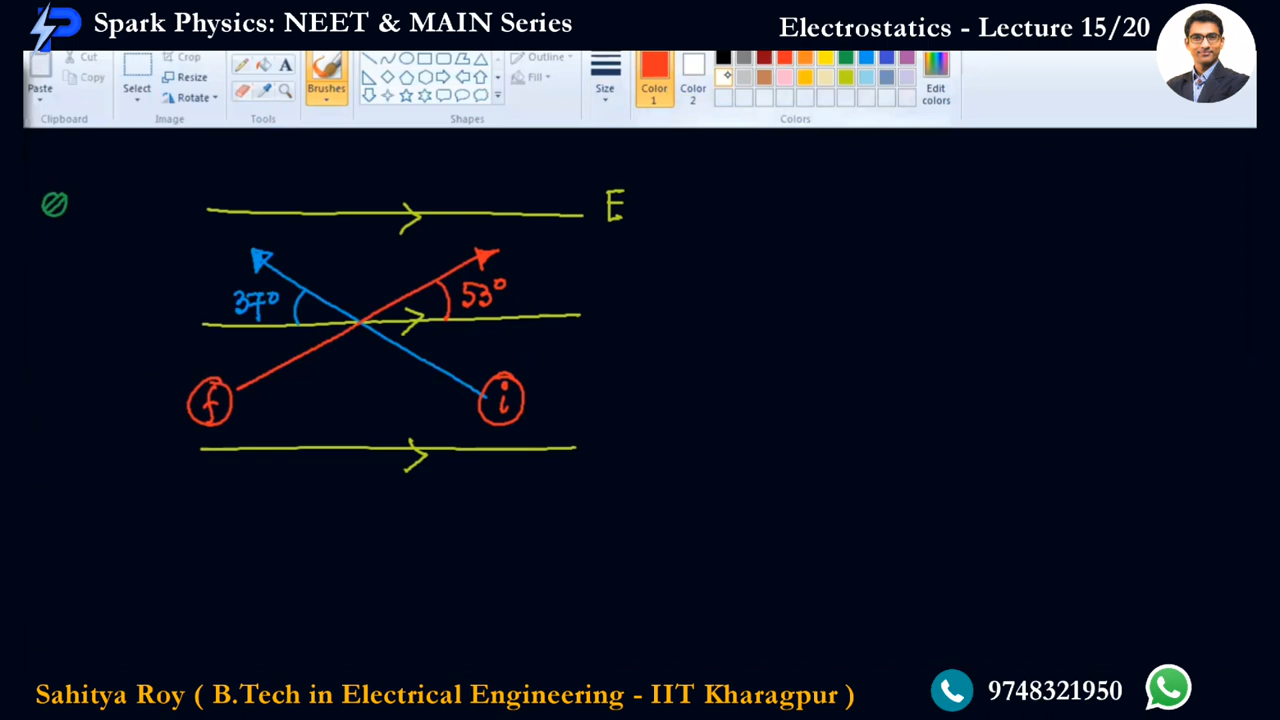 Spark Physics: NEET & MAIN Series
Electrostatics - Lecture 15/20
Cut
Copy
Paste
Clipboard
Crop
Resize
Rotate
Select
Image
A
Tools
Brushes
Outline
Fill
Shapes
Size
Color 1
Color 2
Edit colors
Colors
E
37°
53°
f
i
Sahitya Roy ( B.Tech in Electrical Engineering - IIT Kharagpur )
9748321950